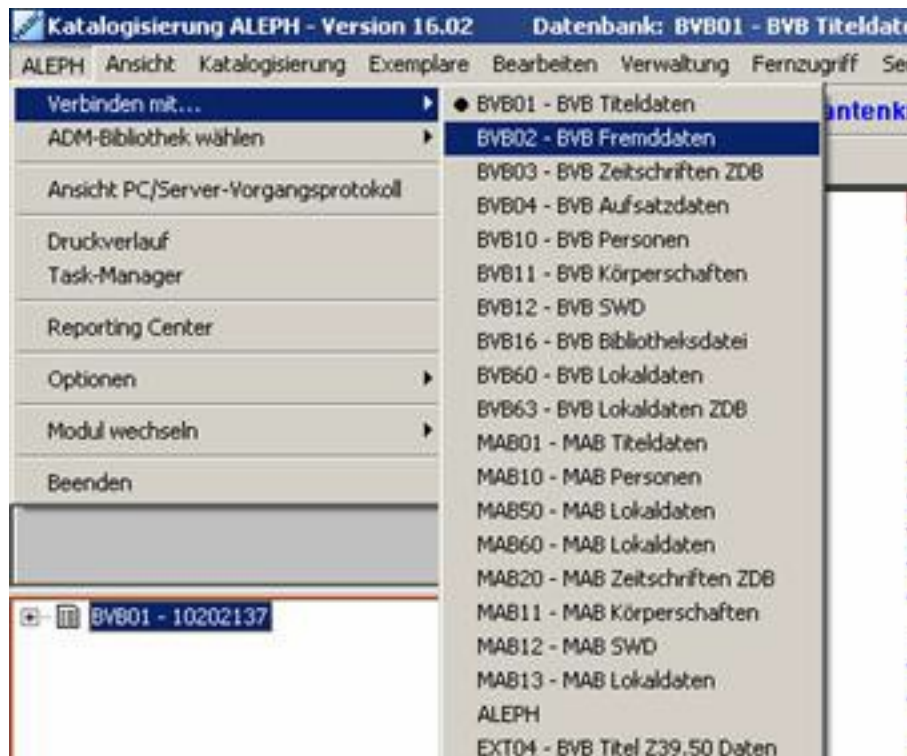 Katalogisierung ALEPH - Version 16.02 Datenbank: BVB01 - BVB
ALEPH Ansicht Katalogisierung Exemplare Bearbeiten Verwaltung Fernzugriff
Verbinden mit...
ADM-Bibliothek wählen
Ansicht PC/Server-Vorgangsprotokoll
Druckverlauf
Task-Manager
Reporting Center
Optionen
Modul wechseln
Beenden
BVB01 - BVB Titeldaten
BVB02 - BVB Fremddaten
BVB03 - BVB Zeitschriften ZDB
BVB04 - BVB Aufsatzdaten
BVB10 - BVB Personen
BVB11 - BVB Körperschaften
BVB12 - BVB SWD
BVB16 - BVB Bibliotheksdatei
BVB60 - BVB Lokaldaten
BVB63 - BVB Lokaldaten ZDB
MAB01 - MAB Titeldaten
MAB10 - MAB Personen
MAB50 - MAB Lokaldaten
MAB60 - MAB Lokaldaten
MAB20 - MAB Zeitschriften ZDB
MAB11 - MAB Körperschaften
MAB12 - MAB SWD
MAB13 - MAB Lokaldaten
ALEPH
EXT04 - BVB Titel Z39.50 Daten
BVB01 - 10202137